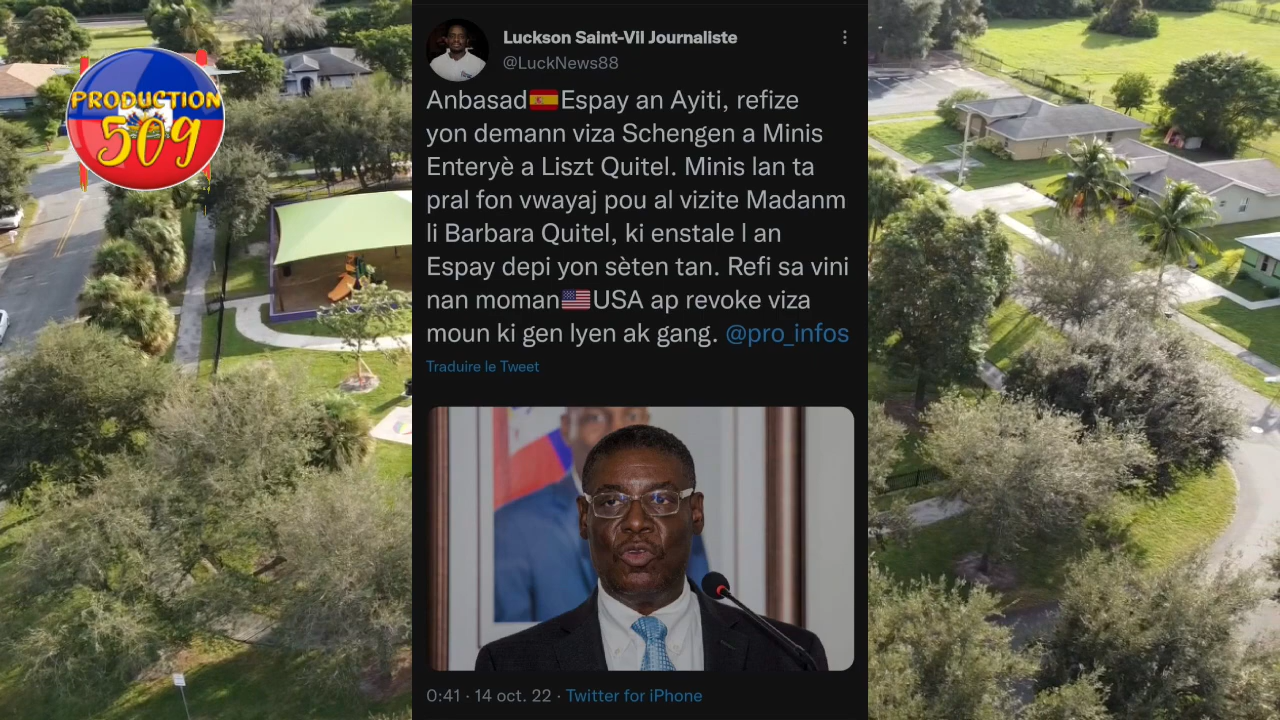 PRODUCTION
509
Luckson Saint-Vil Journaliste
@LuckNews88
Anbasad🇪🇸Espay an Ayiti, refize
yon demann viza Schengen a Minis
Enteryè a Liszt Quitel. Minis lan ta
pral fon vwayaj pou al vizite Madanm
li Barbara Quitel, ki enstale l an
Espay depi yon sèten tan. Refi sa vini
nan moman🇺🇸USA ap revoke viza
moun ki gen lyen ak gang. @pro_infos
Traduire le Tweet
0:41 · 14 oct. 22 · Twitter for iPhone